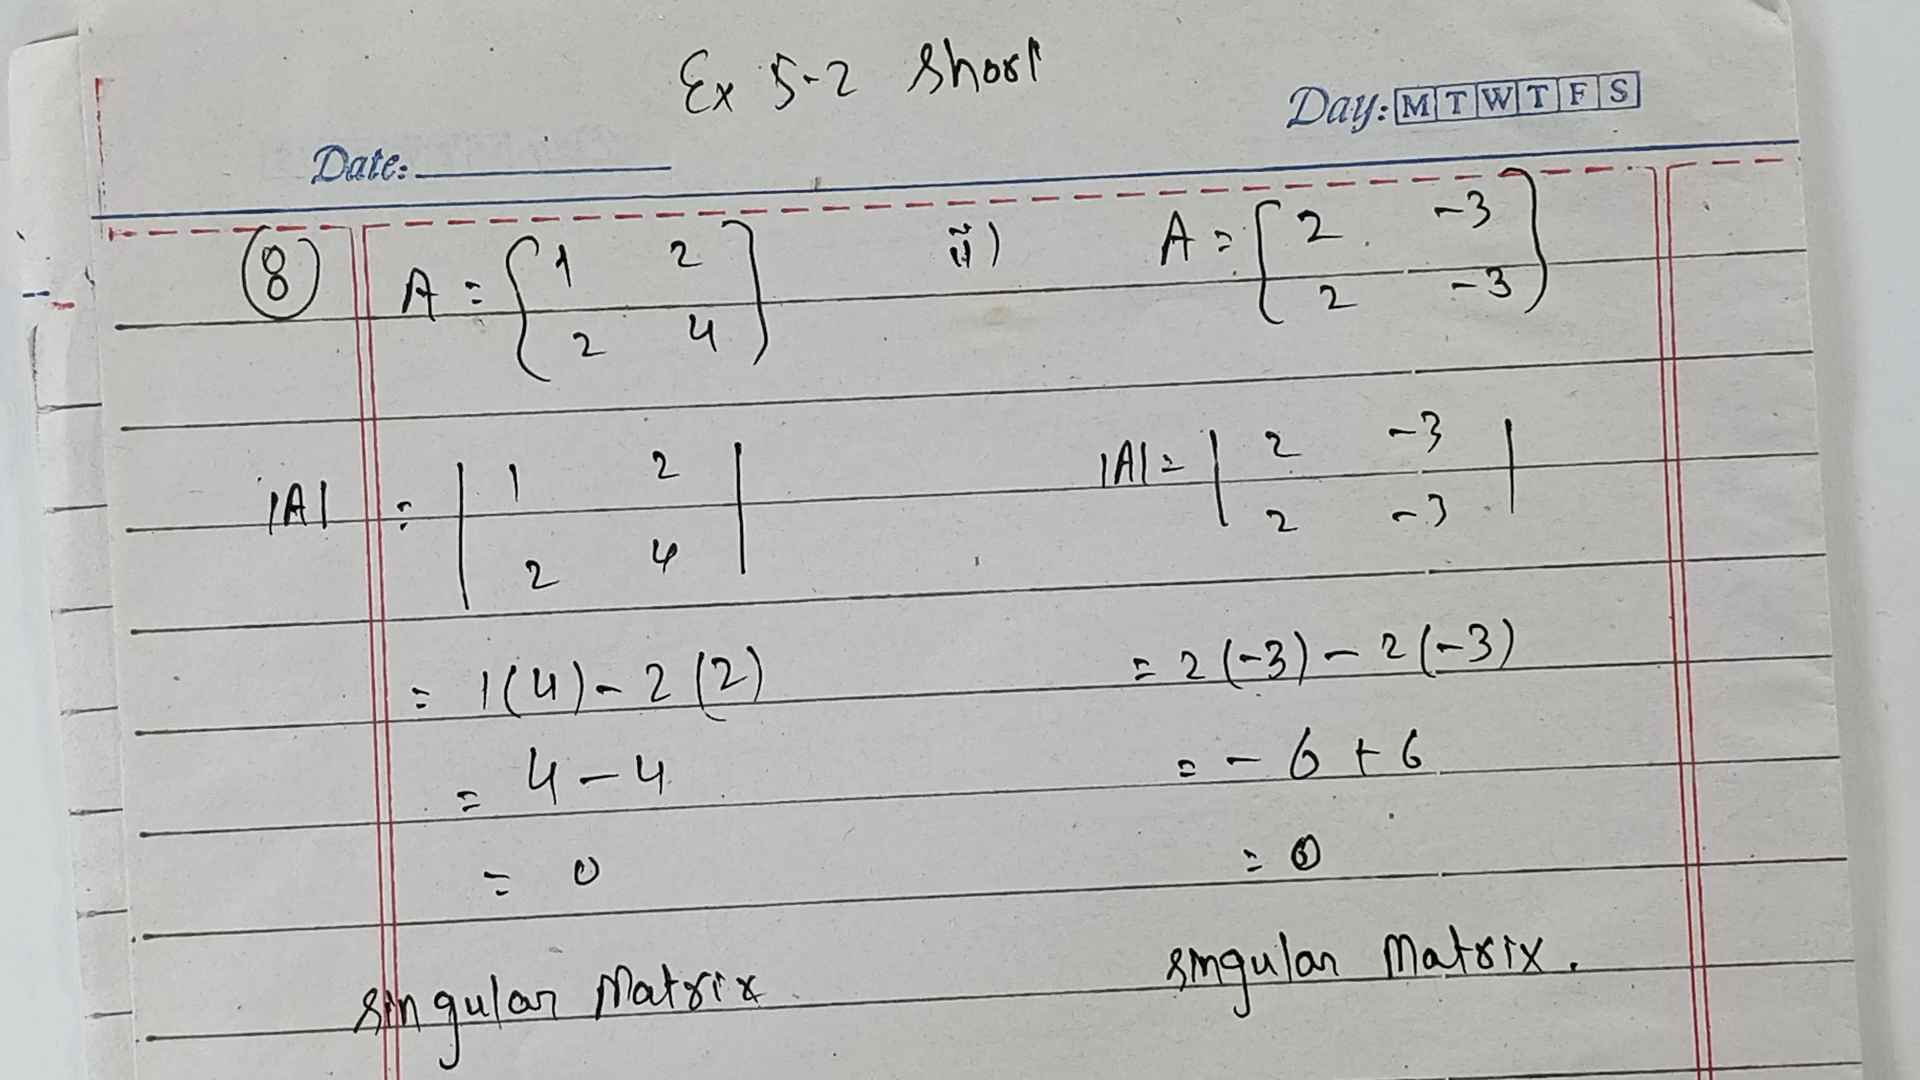 Ex 5-2 Short
Day: M T W T F S
Date:
8 A = [1 2 ii) A = [2 -3
2 4] 2 -3]
|A| = | 1 2 | |A| = | 2 -3 |
2 4 2 -3
= 1(4) - 2(2) = 2(-3) - 2(-3)
= 4 - 4 = - 6 + 6
= 0 = 0
Singular Matrix Singular Matrix.